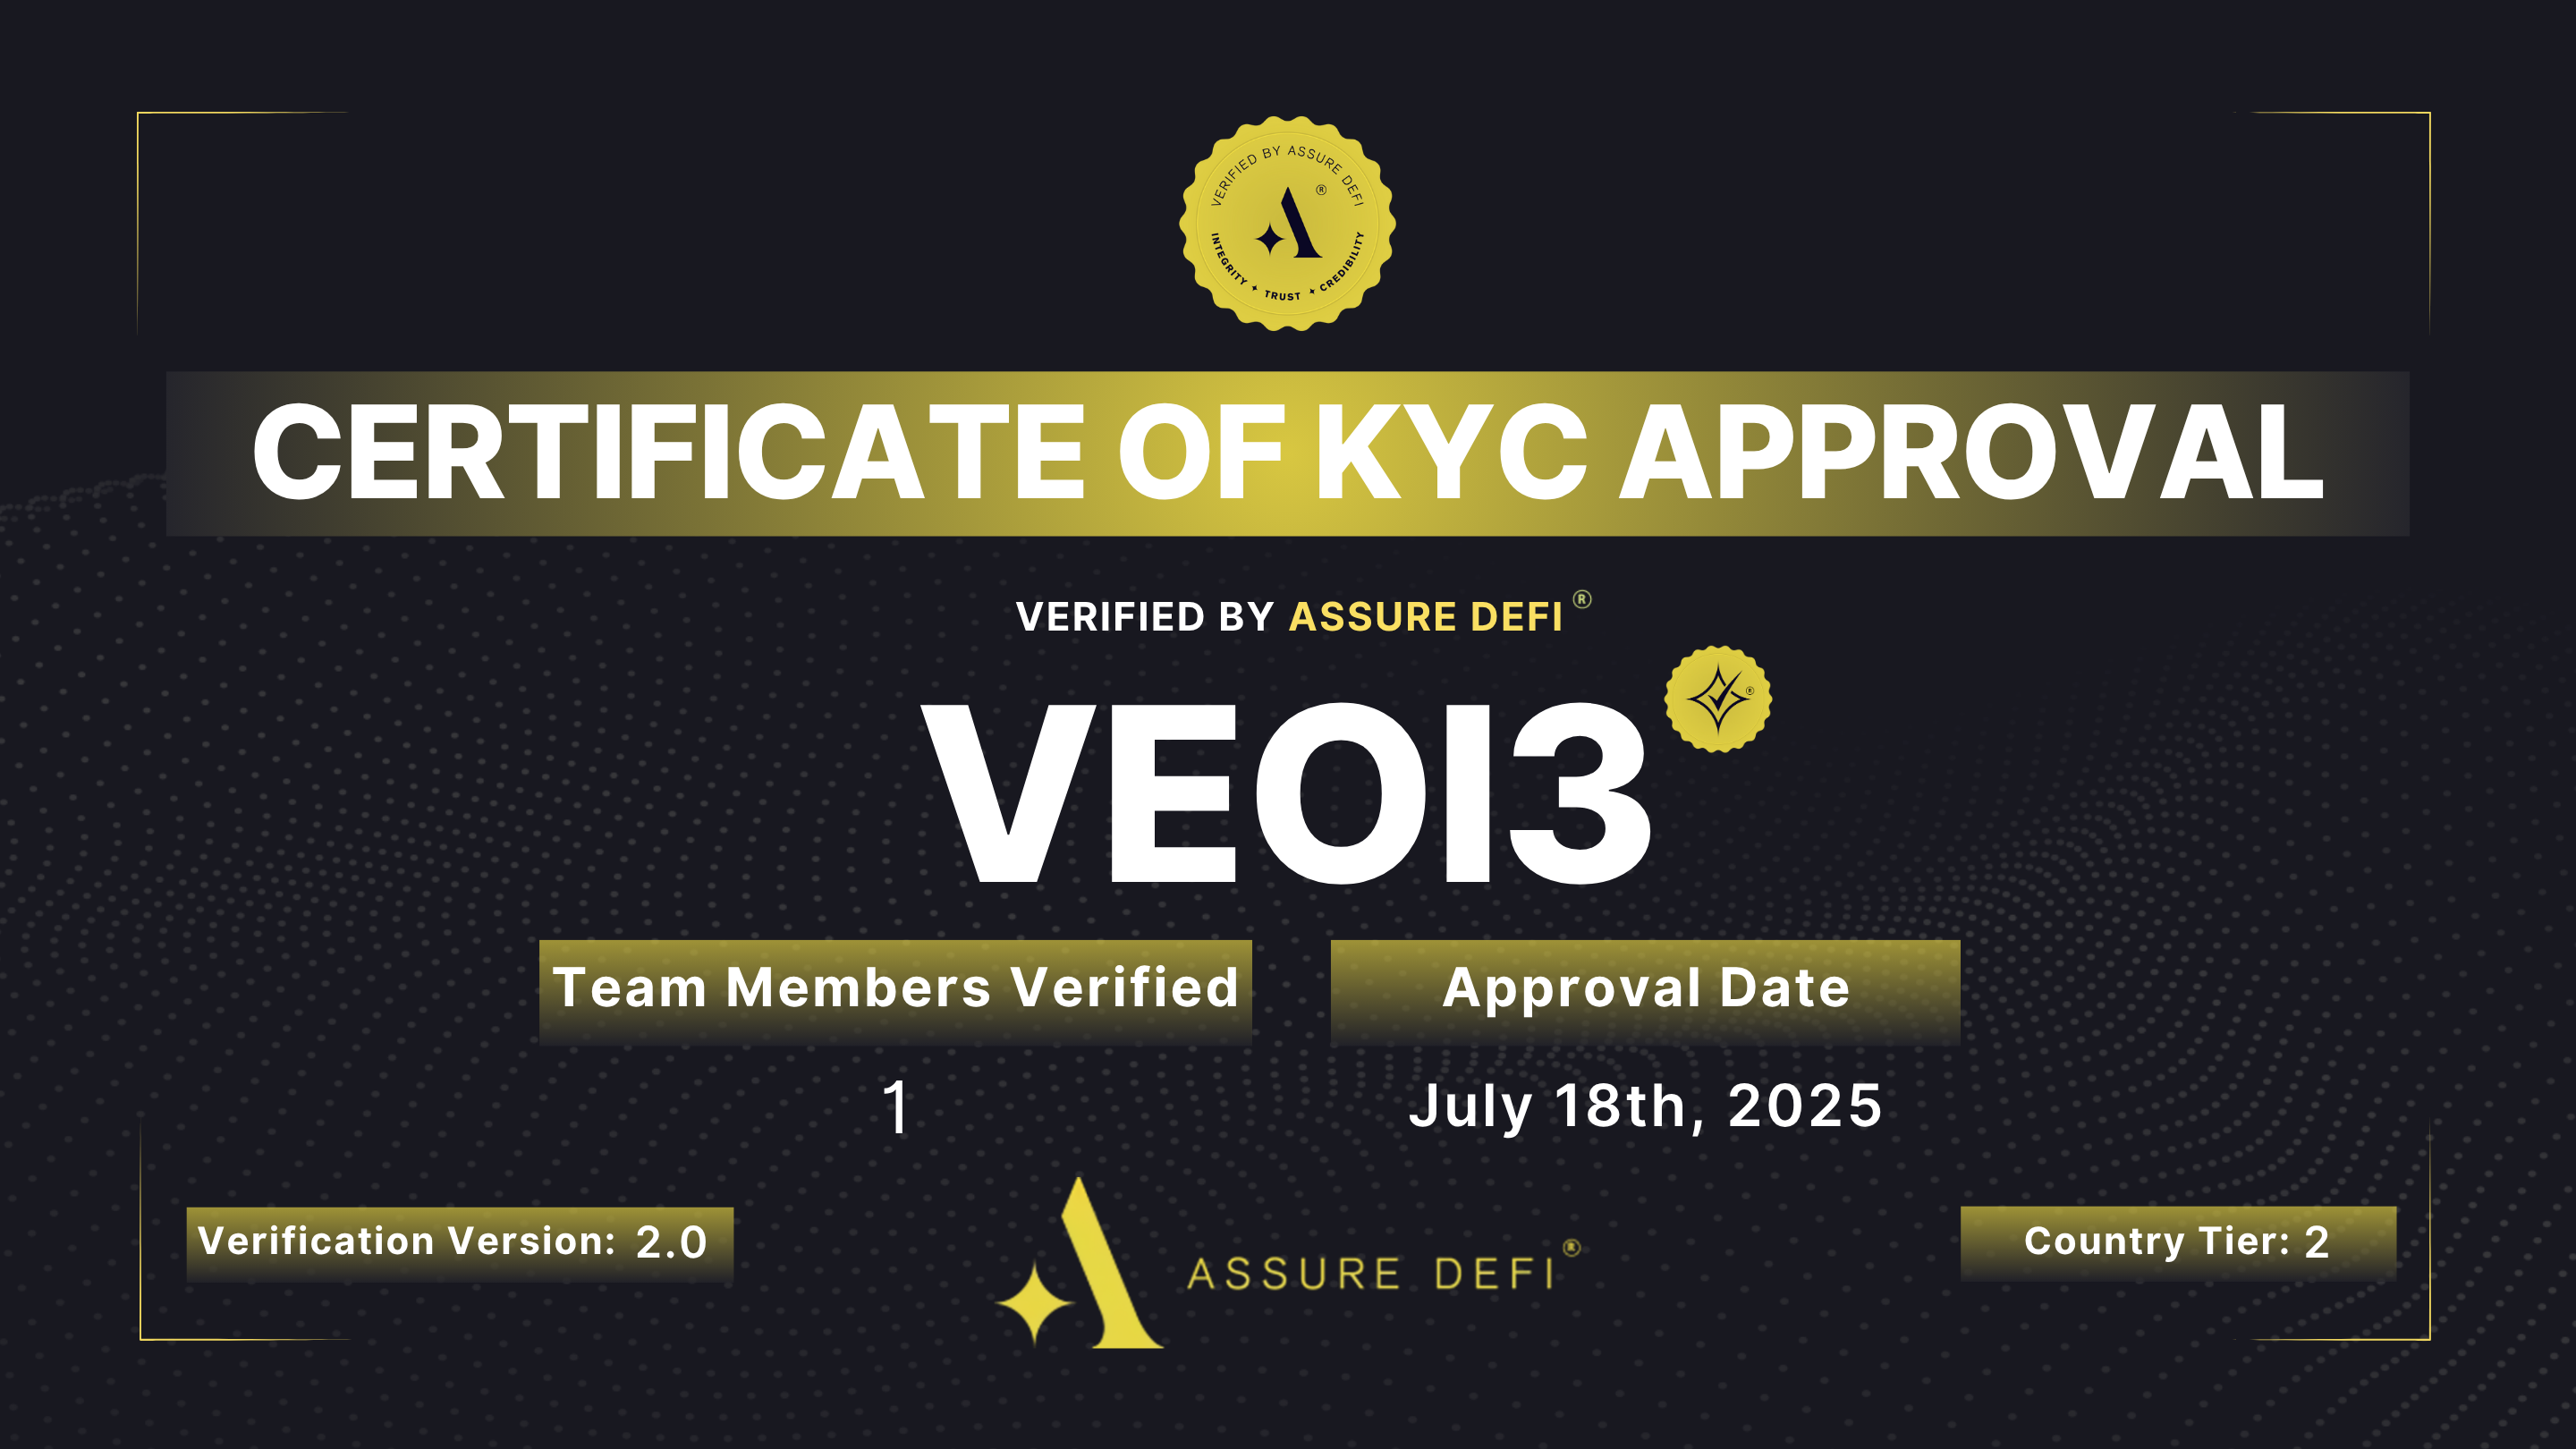 VERIFIED BY ASSURE DEFI
®
INTEGRITY ✦ TRUST ✦ CREDIBILITY
CERTIFICATE OF KYC APPROVAL
VERIFIED BY ASSURE DEFI ®
®
VEOI3
Team Members Verified
1
Approval Date
July 18th, 2025
Verification Version: 2.0
ASSURE DEFI ®
Country Tier: 2